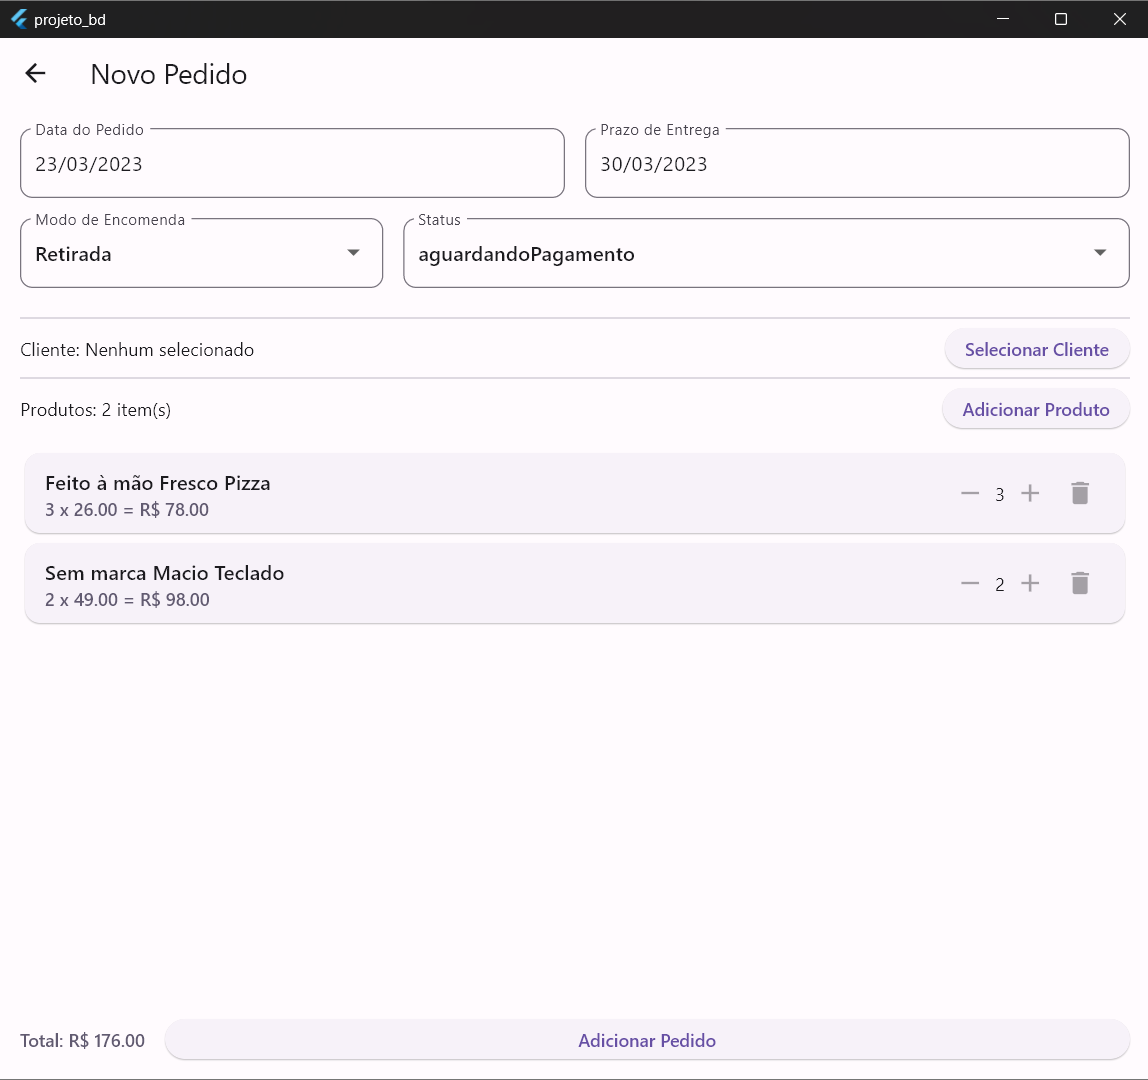 projeto_bd
Novo Pedido
Data do Pedido
23/03/2023
Prazo de Entrega
30/03/2023
Modo de Encomenda
Retirada
Status
aguardandoPagamento
Cliente: Nenhum selecionado
Selecionar Cliente
Produtos: 2 item(s)
Adicionar Produto
Feito à mão Fresco Pizza
3 x 26.00 = R$ 78.00
3
Sem marca Macio Teclado
2 x 49.00 = R$ 98.00
2
Total: R$ 176.00
Adicionar Pedido